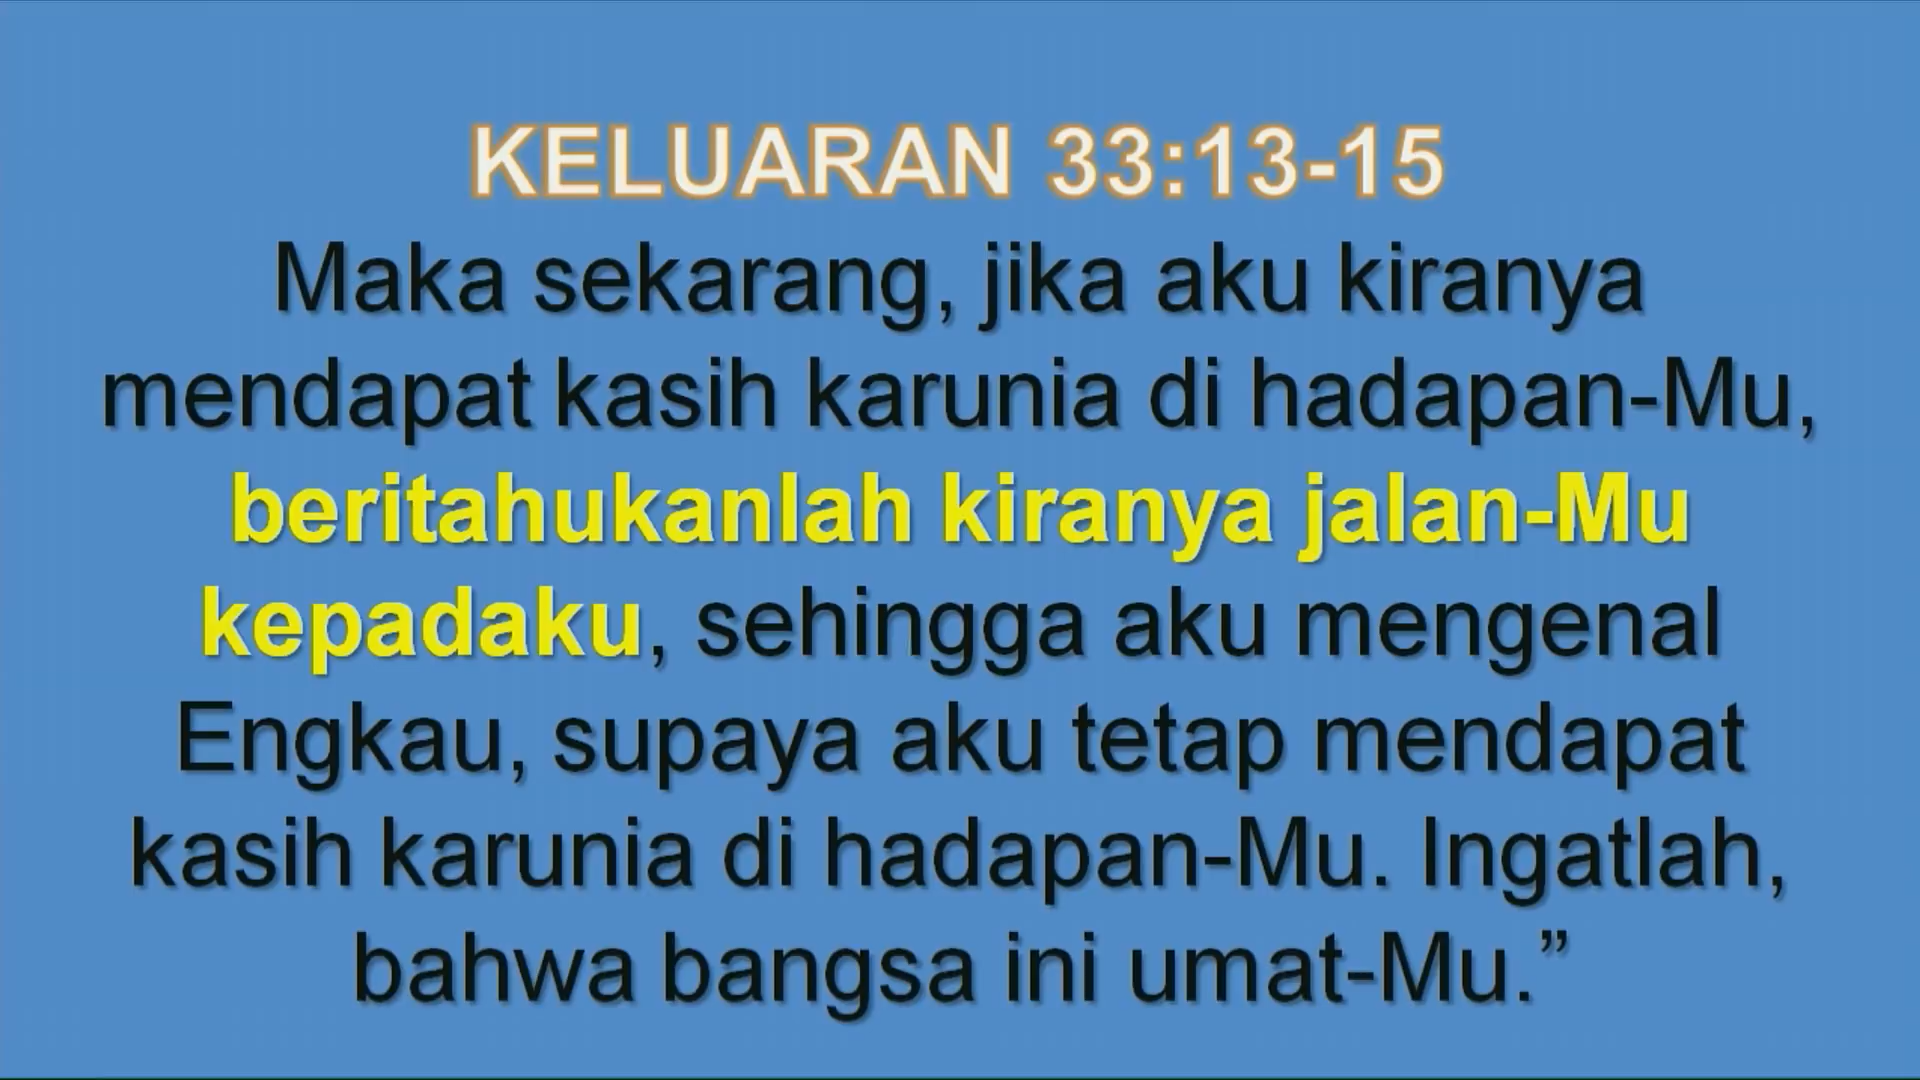 KELUARAN 33:13-15
Maka sekarang, jika aku kiranya
mendapat kasih karunia di hadapan-Mu,
beritahukanlah kiranya jalan-Mu
kepadaku, sehingga aku mengenal
Engkau, supaya aku tetap mendapat
kasih karunia di hadapan-Mu. Ingatlah,
bahwa bangsa ini umat-Mu.”